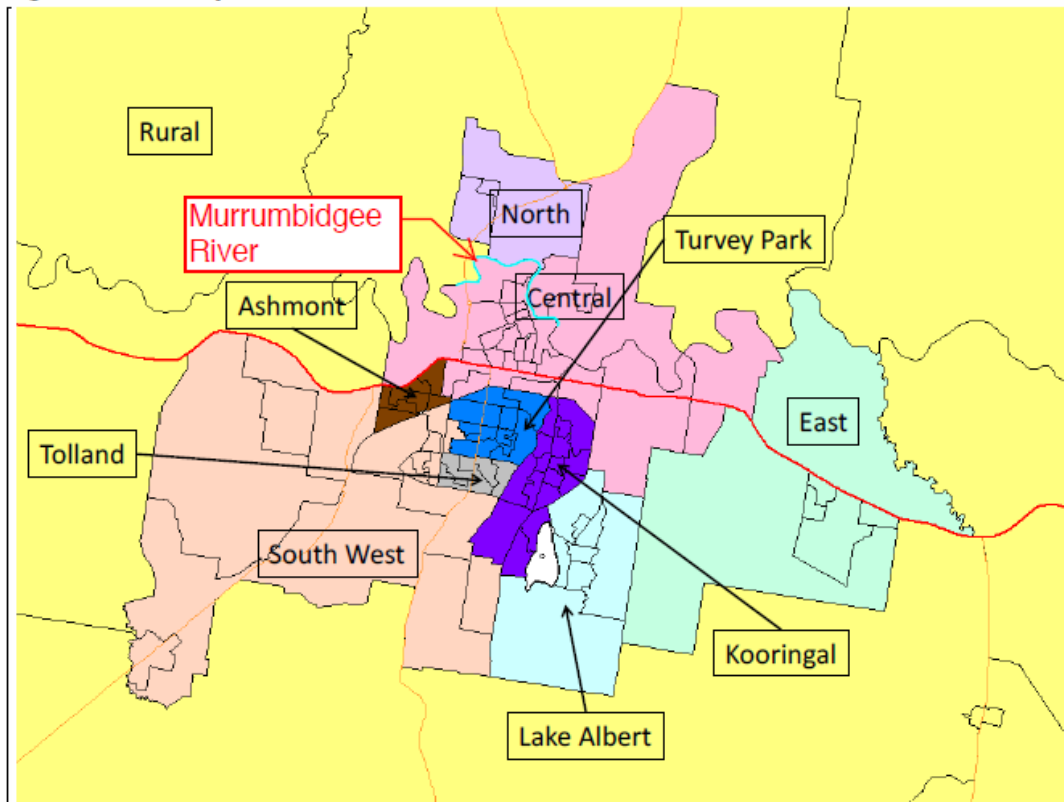 Rural
North
Murrumbidgee
River
Turvey Park
Central
Ashmont
East
Tolland
South West
Kooringal
Lake Albert